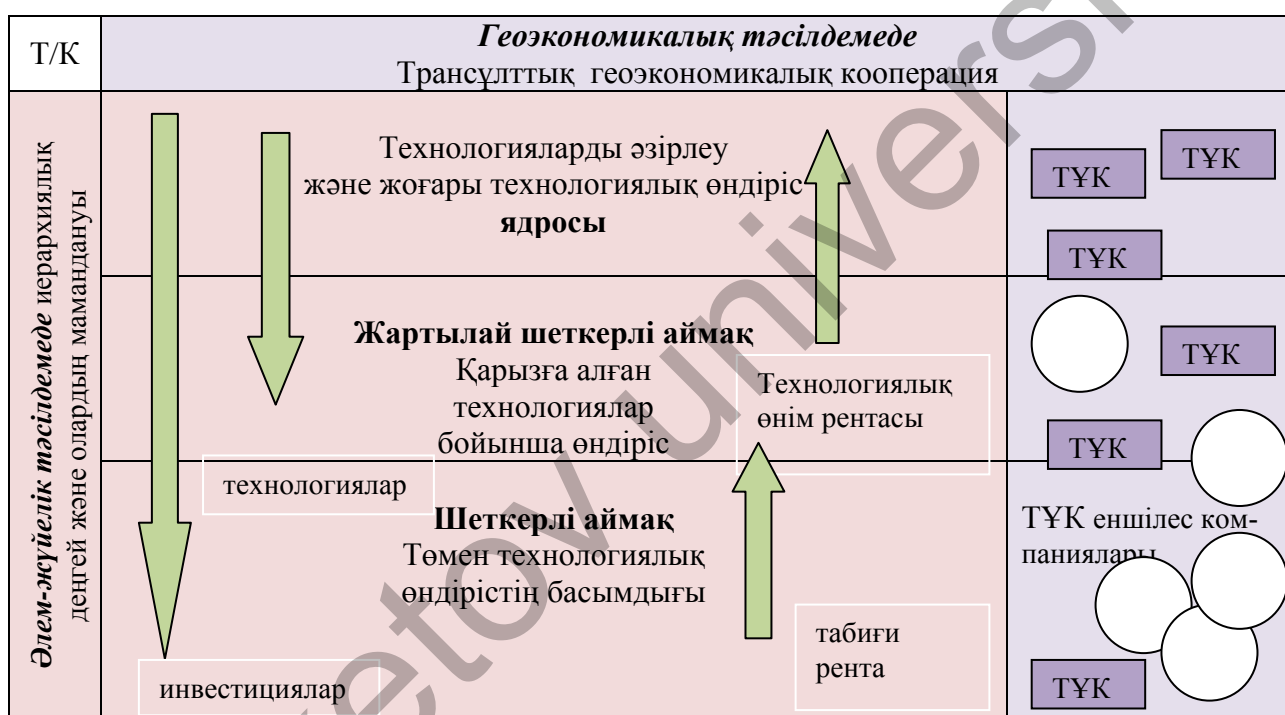 Т/К
Геоэкономикалық тәсілдемеде
Трансұлттық геоэкономикалық кооперация
Әлем-жүйелік тәсілдемеде иерархиялық
деңгей және олардың мамандануы
Технологияларды әзірлеу
және жоғары технологиялық өндіріс
ядросы
ТҰК
ТҰК
ТҰК
Жартылай шеткерлі аймақ
Қарызға алған
технологиялар
бойынша өндіріс
Технологиялық
өнім рентасы
ТҰК
ТҰК
технологиялар
Шеткерлі аймақ
Төмен технологиялық
өндірістің басымдығы
ТҰК еншілес ком-
паниялары
табиғи
рента
инвестициялар
ТҰК
etov universi